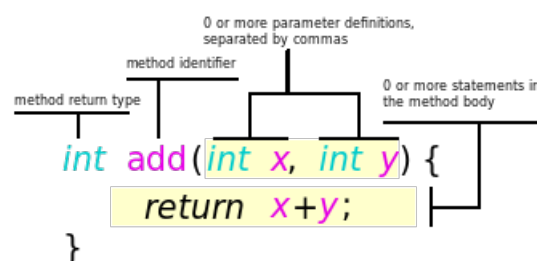 0 or more parameter definitions,
separated by commas
method identifier
method return type
0 or more statements in
the method body
int add(int x, int y) {
return x+y;
}